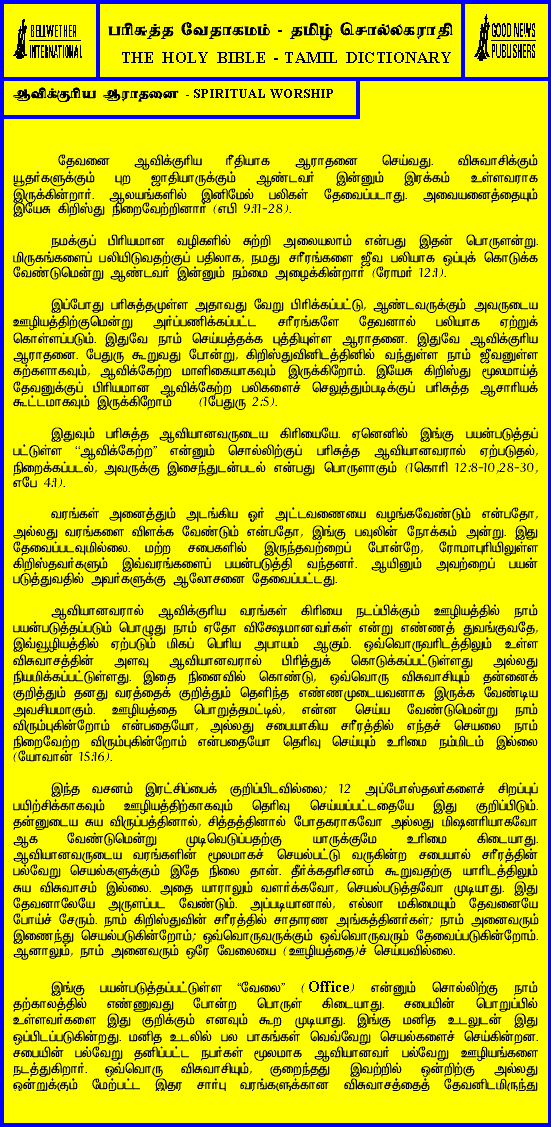 BELLWETHER
INTERNATIONAL
பரிசுத்த வேதாகமம் - தமிழ் சொல்லகராதி
THE HOLY BIBLE - TAMIL DICTIONARY
GOOD NEWS
PUBLISHERS
ஆவிக்குரிய ஆராதனை - SPIRITUAL WORSHIP
தேவனை ஆவிக்குரிய ரீதியாக ஆராதனை செய்வது. விசுவாசிக்கும்
யூதர்களுக்கும் புற ஜாதியாருக்கும் ஆண்டவர் இன்னும் இரக்கம் உள்ளவராக
இருக்கின்றார். ஆலயங்களில் இனிமேல் பலிகள் தேவைப்படாது. அவையனைத்தையும்
இயேசு கிறிஸ்து நிறைவேற்றினார் (எபி 9:11-28).
நமக்குப் பிரியமான வழிகளில் சுற்றி அலையலாம் என்பது இதன் பொருளன்று.
மிருகங்களைப் பலியிடுவதற்குப் பதிலாக, நமது சரீரங்களை ஜீவ பலியாக ஒப்புக் கொடுக்க
வேண்டுமென்று ஆண்டவர் இன்னும் நம்மை அழைக்கின்றார் (ரோமர் 12:1).
இப்போது பரிசுத்தமுள்ள அதாவது வேறு பிரிக்கப்பட்டு, ஆண்டவருக்கும் அவருடைய
ஊழியத்திற்குமென்று அர்ப்பணிக்கப்பட்ட சரீரங்களே தேவனால் பலியாக ஏற்றுக்
கொள்ளப்படும். இதுவே நாம் செய்யத்தக்க புத்தியுள்ள ஆராதனை. இதுவே ஆவிக்குரிய
ஆராதனை. பேதுரு கூறுவது போன்று, கிறிஸ்துவினிடத்தினில் வந்துள்ள நாம் ஜீவனுள்ள
கற்களாகவும், ஆவிக்கேற்ற மாளிகையாகவும் இருக்கிறோம். இயேசு கிறிஸ்து மூலமாய்த்
தேவனுக்குப் பிரியமான ஆவிக்கேற்ற பலிகளைச் செலுத்தும்படிக்குப் பரிசுத்த ஆசாரியக்
கூட்டமாகவும் இருக்கிறோம் (1பேதுரு 2:5).
இதுவும் பரிசுத்த ஆவியானவருடைய கிரியையே. ஏனெனில் இங்கு பயன்படுத்தப்
பட்டுள்ள "ஆவிக்கேற்ற" என்னும் சொல்லிற்குப் பரிசுத்த ஆவியானவரால் ஏற்படுதல்,
நிறைக்கப்படல், அவருக்கு இசைந்துடன்படல் என்பது பொருளாகும் (1கொரி 12:8-10,28-30,
எபே 4:1).
வரங்கள் அனைத்தும் அடங்கிய ஓர் அட்டவணையை வழங்கவேண்டும் என்பதோ,
அல்லது வரங்களை விளக்க வேண்டும் என்பதோ, இங்கு பவுலின் நோக்கம் அன்று. இது
தேவைப்படவுமில்லை. மற்ற சபைகளில் இருந்தவற்றைப் போன்றே, ரோமாபுரியிலுள்ள
கிறிஸ்தவர்களும் இவ்வரங்களைப் பயன்படுத்தி வந்தனர். ஆயினும் அவற்றைப் பயன்
படுத்துவதில் அவர்களுக்கு ஆலோசனை தேவைப்பட்டது.
ஆவியானவரால் ஆவிக்குரிய வரங்கள் கிரியை நடப்பிக்கும் ஊழியத்தில் நாம்
பயன்படுத்தப்படும் பொழுது நாம் ஏதோ விசேஷமானவர்கள் என்று எண்ணத் துவங்குவதே,
இவ்வூழியத்தில் ஏற்படும் மிகப் பெரிய அபாயம் ஆகும். ஒவ்வொருவரிடத்திலும் உள்ள
விசுவாசத்தின் அளவு ஆவியானவரால் பிரித்துக் கொடுக்கப்பட்டுள்ளது அல்லது
நியமிக்கப்பட்டுள்ளது. இதை நினைவில் கொண்டு, ஒவ்வொரு விசுவாசியும் தன்னைக்
குறித்தும் தனது வரத்தைக் குறித்தும் தெளிந்த எண்ணமுடையவனாக இருக்க வேண்டிய
அவசியமாகும். ஊழியத்தை பொறுத்தமட்டில், என்ன செய்ய வேண்டுமென்று நாம்
விரும்புகின்றோம் என்பதையோ, அல்லது சபையாகிய சரீரத்தில் எந்தச் செயலை நாம்
நிறைவேற்ற விரும்புகின்றோம் என்பதையோ தெரிவு செய்யும் உரிமை நம்மிடம் இல்லை
(யோவான் 15:16).
இந்த வசனம் இரட்சிப்பைக் குறிப்பிடவில்லை; 12 அப்போஸ்தலர்களைச் சிறப்புப்
பயிற்சிக்காகவும் ஊழியத்திற்காகவும் தெரிவு செய்யப்பட்டதையே இது குறிப்பிடும்.
தன்னுடைய சுய விருப்பத்தினால், சித்தத்தினால் போதகராகவோ அல்லது மிஷனரியாகவோ
ஆக வேண்டுமென்று முடிவெடுப்பதற்கு யாருக்குமே உரிமை கிடையாது.
ஆவியானவருடைய வரங்களின் மூலமாகச் செயல்பட்டு வருகின்ற சபையால் சரீரத்தின்
பல்வேறு செயல்களுக்கும் இதே நிலை தான். தீர்க்கதரிசனம் கூறுவதற்கு யாரிடத்திலும்
சுய விசுவாசம் இல்லை. அதை யாராலும் வளர்க்கவோ, செயல்படுத்தவோ முடியாது. இது
தேவனாலேயே அருளப்பட வேண்டும். அப்படியானால், எல்லா மகிமையும் தேவனையே
போய்ச் சேரும். நாம் கிறிஸ்துவின் சரீரத்தில் சாதாரண அங்கத்தினர்கள்; நாம் அனைவரும்
இணைந்து செயல்படுகின்றோம்; ஒவ்வொருவருக்கும் ஒவ்வொருவரும் தேவைப்படுகின்றோம்.
ஆனாலும், நாம் அனைவரும் ஒரே வேலையை (ஊழியத்தை)ச் செய்யவில்லை.
இங்கு பயன்படுத்தப்பட்டுள்ள "வேலை" (Office) என்னும் சொல்லிற்கு நாம்
தற்காலத்தில் எண்ணுவது போன்ற பொருள் கிடையாது. சபையின் பொறுப்பில்
உள்ளவர்களை இது குறிக்கும் எனவும் கூற முடியாது. இங்கு மனித உடலுடன் இது
ஒப்பிடப்படுகின்றது. மனித உடலில் பல பாகங்கள் வெவ்வேறு செயல்களைச் செய்கின்றன.
சபையின் பல்வேறு தனிப்பட்ட நபர்கள் மூலமாக ஆவியானவர் பல்வேறு ஊழியங்களை
நடத்துகிறார். ஒவ்வொரு விசுவாசியும், குறைந்தது இவற்றில் ஒன்றிற்கு அல்லது
ஒன்றுக்கும் மேற்பட்ட இதர சார்பு வரங்களுக்கான விசுவாசத்தைத் தேவனிடமிருந்து